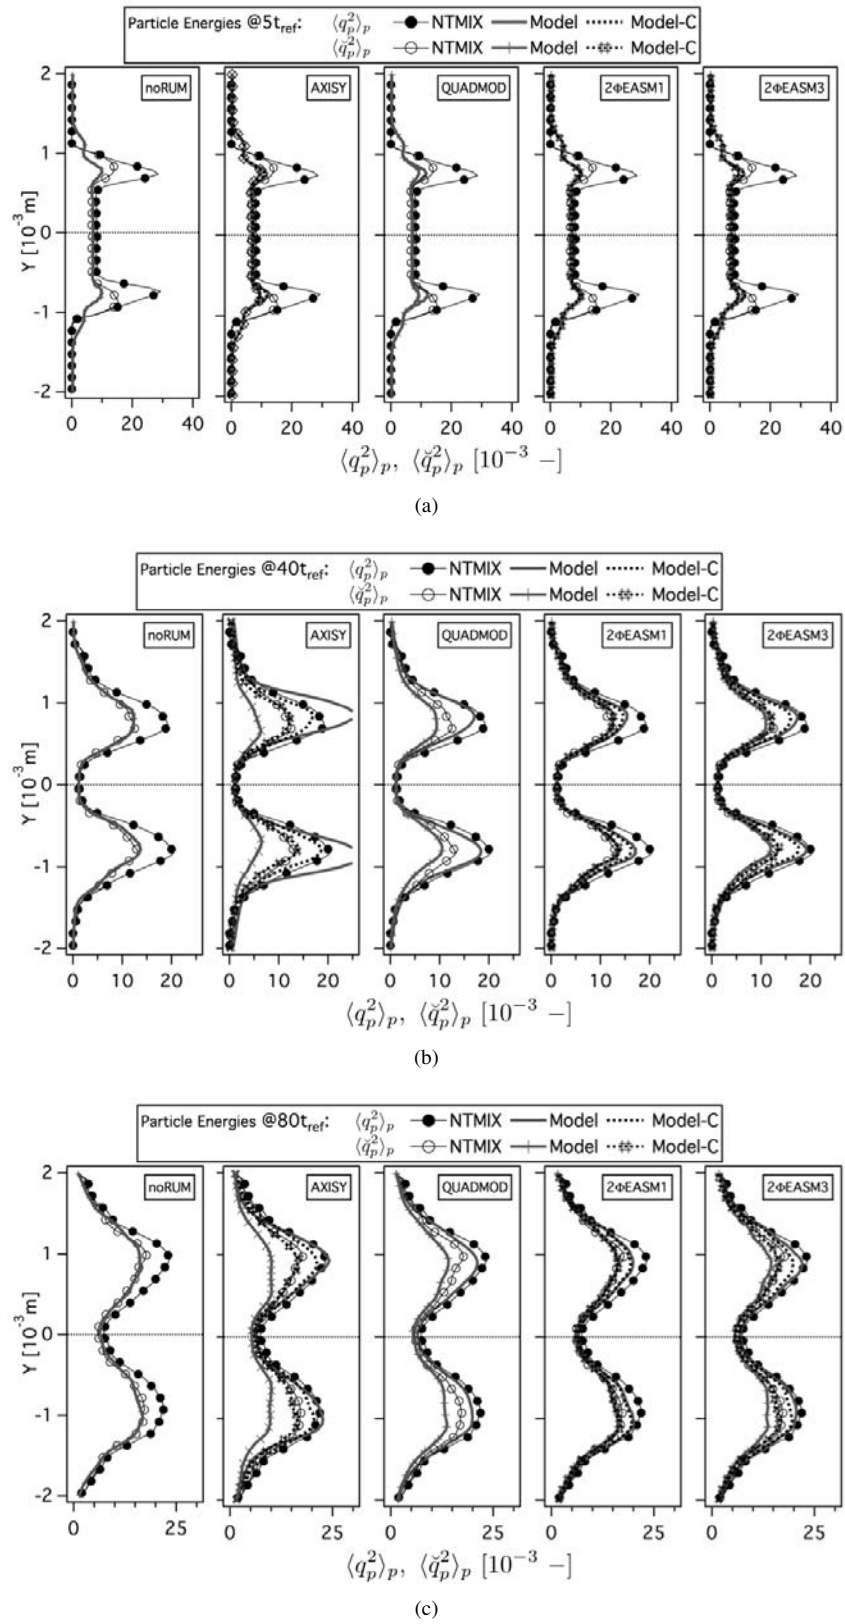 Particle Energies @5t_ref: ⟨q_p^2⟩_p NTMIX Model Model-C
⟨q̆_p^2⟩_p NTMIX Model Model-C
noRUM AXISY QUADMOD 2ΦEASM1 2ΦEASM3
2
1
0
-1
-2
Y [10^-3 m]
0 20 40 0 20 40 0 20 40 0 20 40 0 20 40
⟨q_p^2⟩_p, ⟨q̆_p^2⟩_p [10^−3 −]
(a)
Particle Energies @40t_ref: ⟨q_p^2⟩_p NTMIX Model Model-C
⟨q̆_p^2⟩_p NTMIX Model Model-C
noRUM AXISY QUADMOD 2ΦEASM1 2ΦEASM3
2
1
0
-1
-2
Y [10^-3 m]
0 10 20 0 10 20 0 10 20 0 10 20 0 10 20
⟨q_p^2⟩_p, ⟨q̆_p^2⟩_p [10^−3 −]
(b)
Particle Energies @80t_ref: ⟨q_p^2⟩_p NTMIX Model Model-C
⟨q̆_p^2⟩_p NTMIX Model Model-C
noRUM AXISY QUADMOD 2ΦEASM1 2ΦEASM3
2
1
0
-1
-2
Y [10^-3 m]
0 25 0 25 0 25 0 25 0 25
⟨q_p^2⟩_p, ⟨q̆_p^2⟩_p [10^−3 −]
(c)